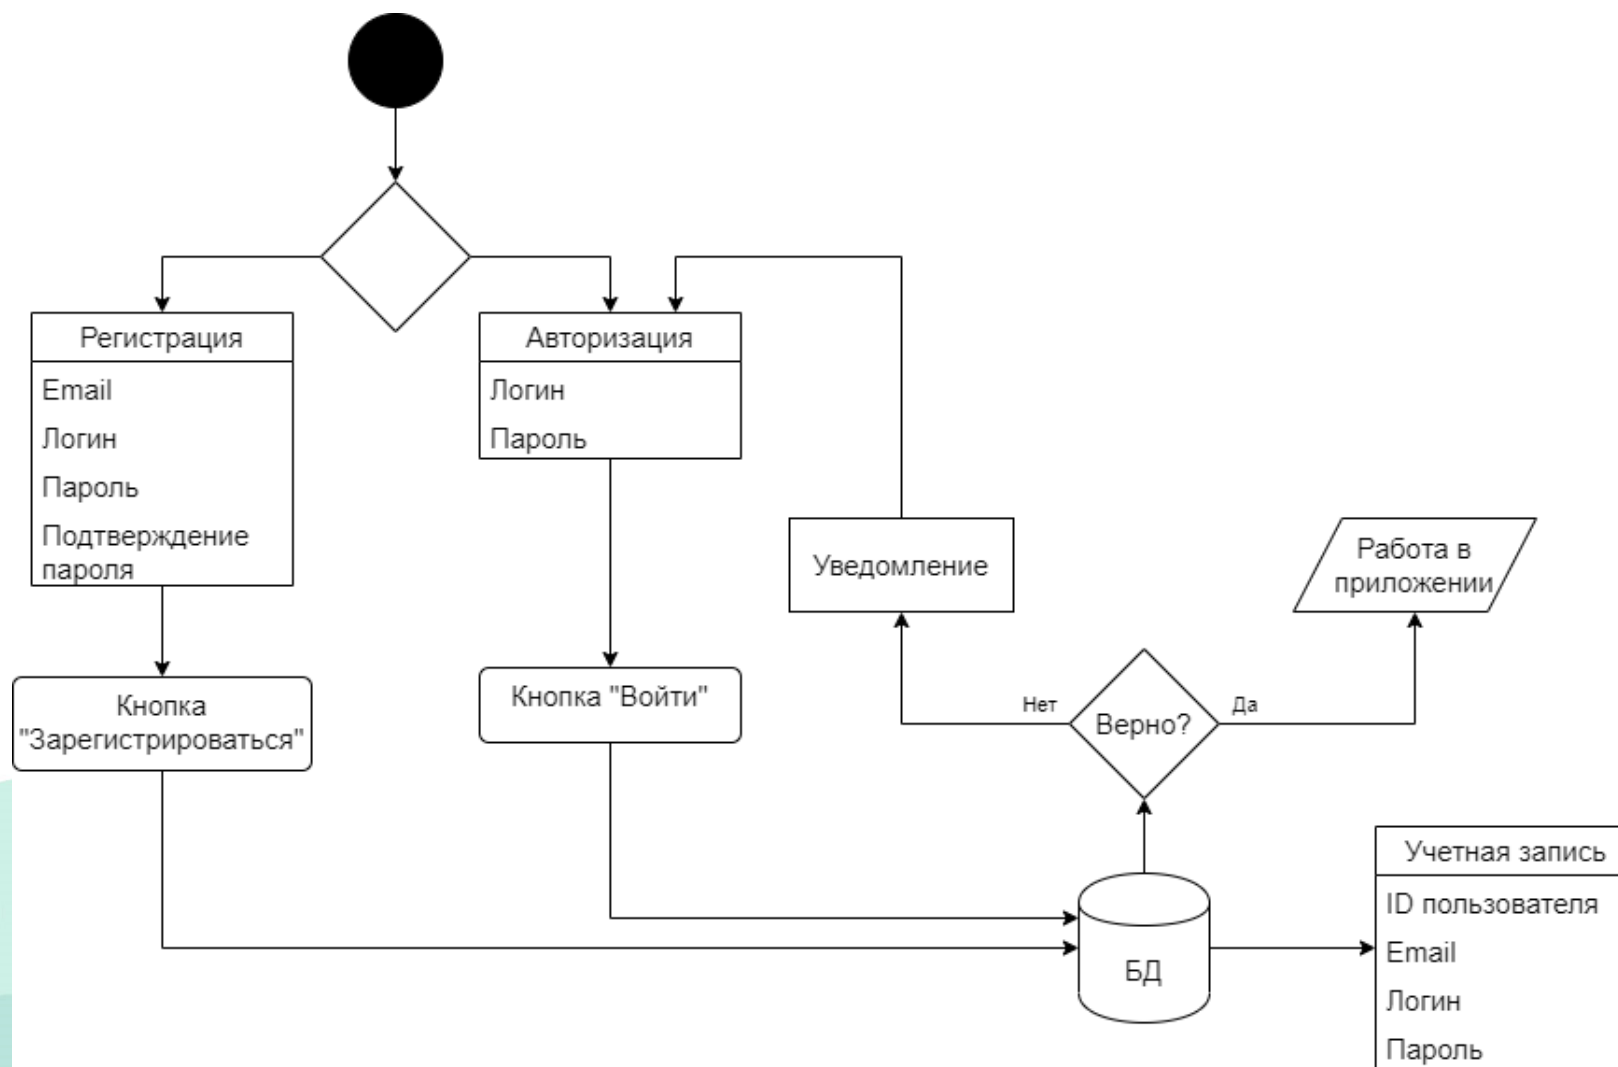 Регистрация
Email
Логин
Пароль
Подтверждение
пароля
Кнопка
"Зарегистрироваться"
Авторизация
Логин
Пароль
Кнопка "Войти"
Уведомление
Работа в
приложении
Нет
Верно?
Да
БД
Учетная запись
ID пользователя
Email
Логин
Пароль